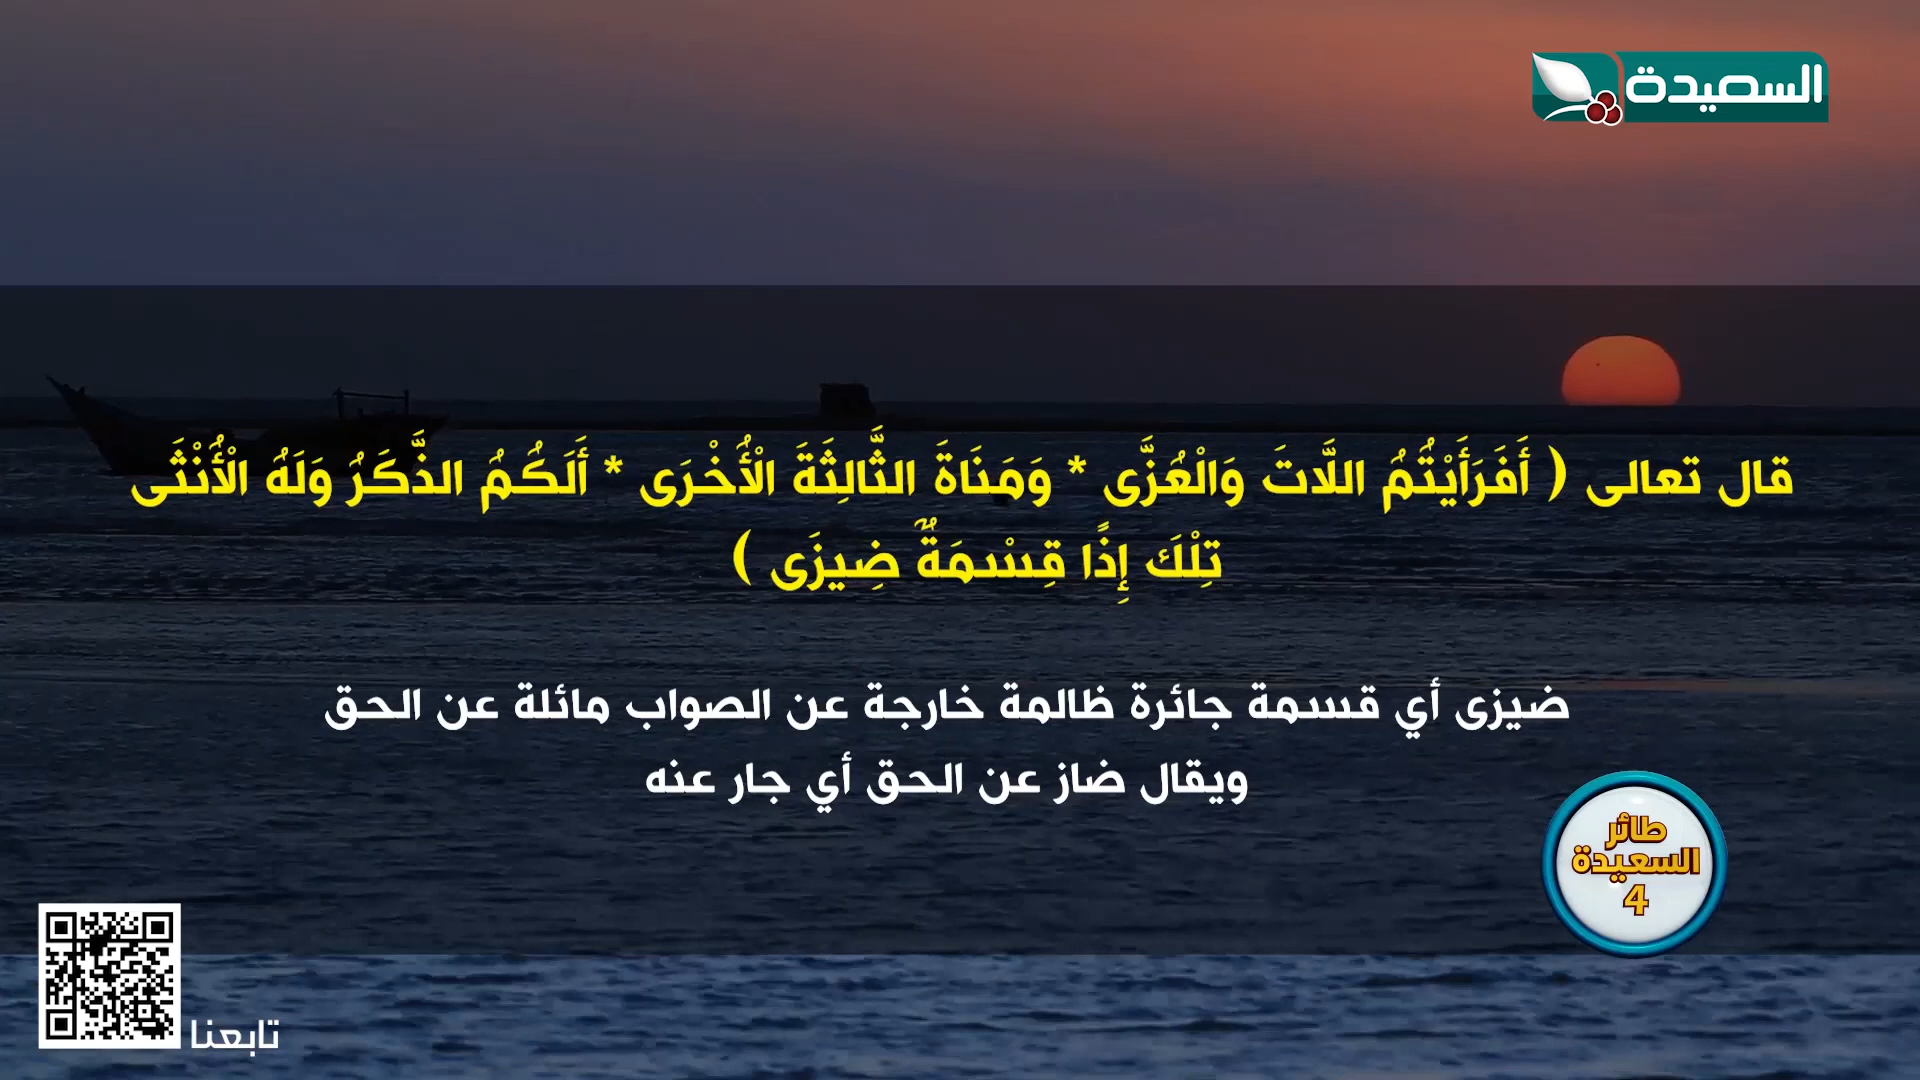 السعيدة
قال تعالى ( أَفَرَأَيْتُمُ اللَّاتَ وَالْعُزَّى * وَمَنَاةَ الثَّالِثَةَ الْأُخْرَى * أَلَكُمُ الذَّكَرُ وَلَهُ الْأُنْثَى
تِلْكَ إِذًا قِسْمَةٌ ضِيزَى )
ضيزى أي قسمة جائرة ظالمة خارجة عن الصواب مائلة عن الحق
ويقال ضاز عن الحق أي جار عنه
طائر
السعيدة
4
تابعنا